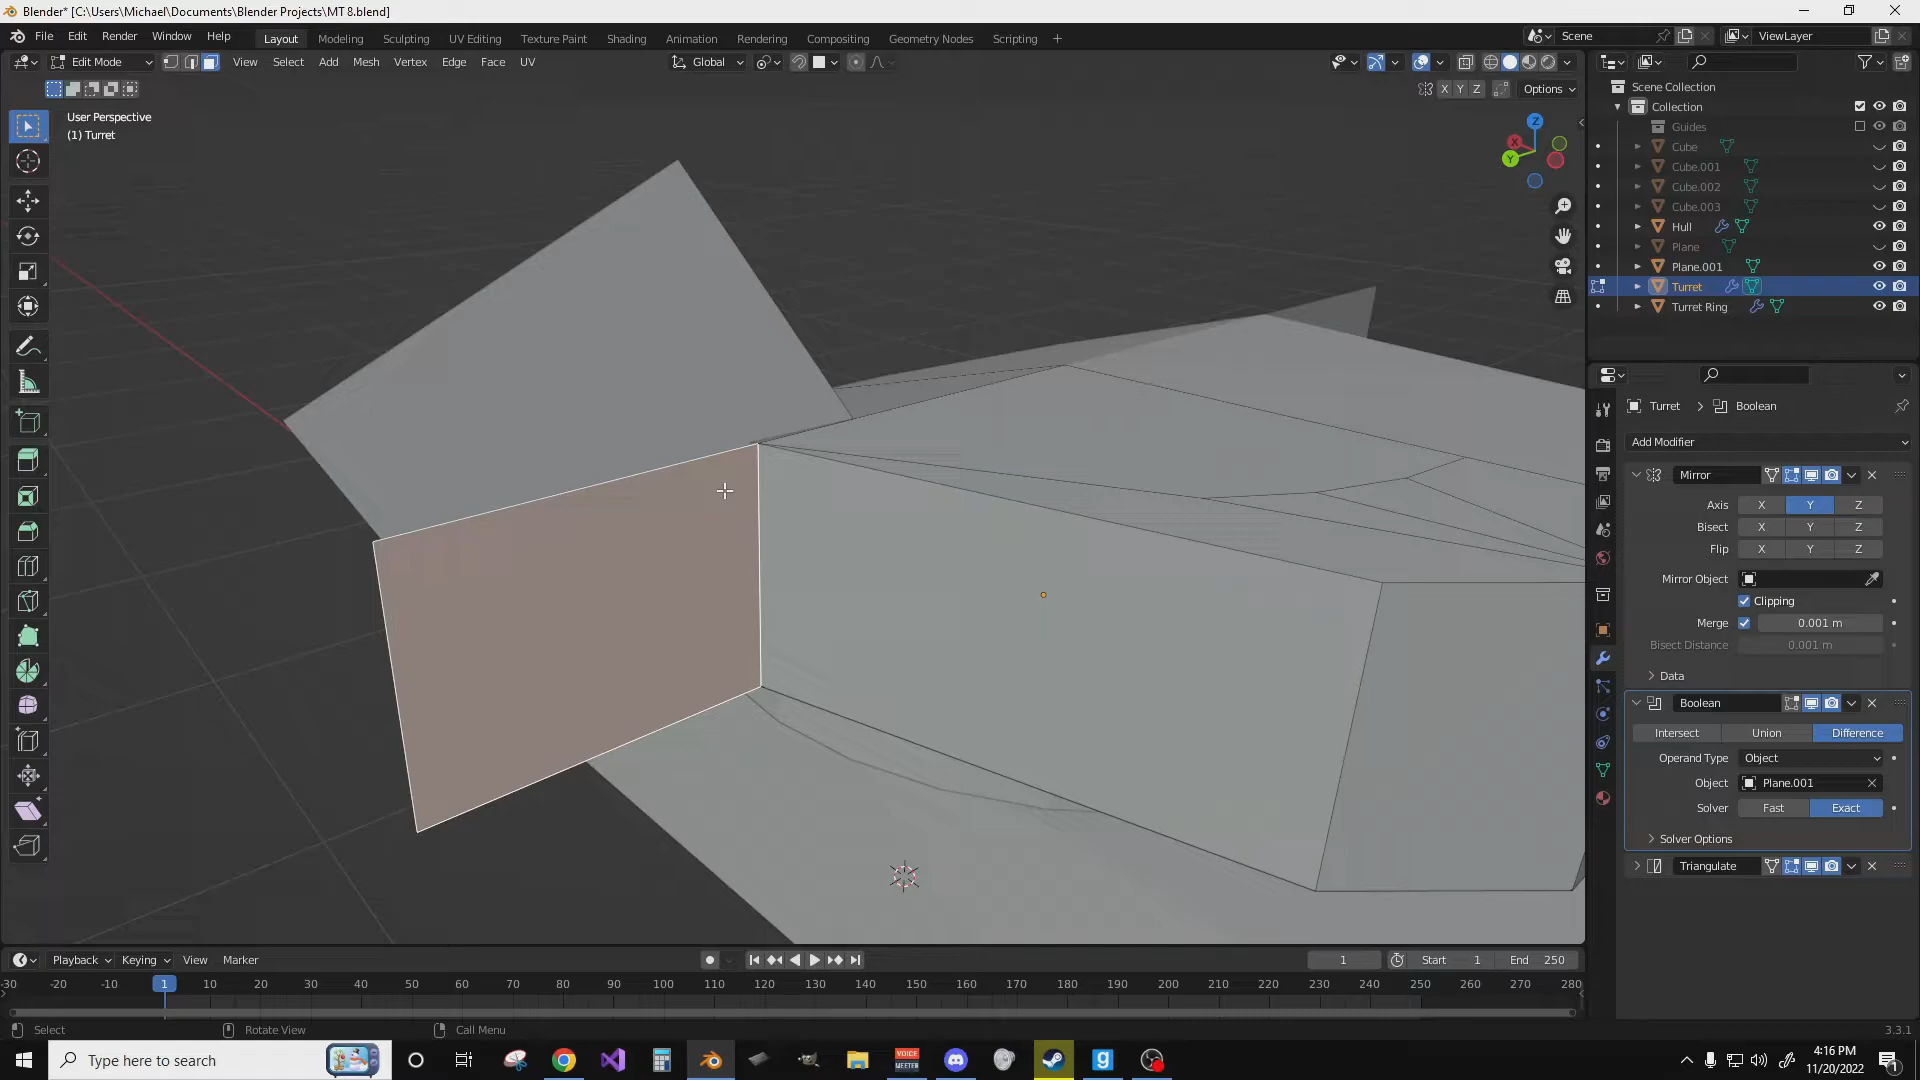 Blender* [C:\Users\Michael\Documents\Blender Projects\MT 8.blend]
File Edit Render Window Help
Layout Modeling Sculpting UV Editing Texture Paint Shading Animation Rendering Compositing Geometry Nodes Scripting +
Scene
ViewLayer
Edit Mode
View Select Add Mesh Vertex Edge Face UV
Global
X Y Z
Options
User Perspective
(1) Turret
Z
X
Y
Scene Collection
Collection
Guides
Cube
Cube.001
Cube.002
Cube.003
Hull
Plane
Plane.001
Turret
Turret Ring
Turret > Boolean
Add Modifier
Mirror
Axis X Y Z
Bisect X Y Z
Flip X Y Z
Mirror Object
Clipping
Merge 0.001 m
Bisect Distance 0.001 m
Data
Boolean
Intersect Union Difference
Operand Type Object
Object Plane.001
Solver Fast Exact
Solver Options
Triangulate
Playback Keying View Marker
1
Start 1
End 250
-30 -20 -10 1 10 20 30 40 50 60 70 80 90 100 110 120 130 140 150 160 170 180 190 200 210 220 230 240 250 260 270 280
Select
Rotate View
Call Menu
3.3.1
Type here to search
VOICE
MEETER
4:16 PM
11/20/2022
1